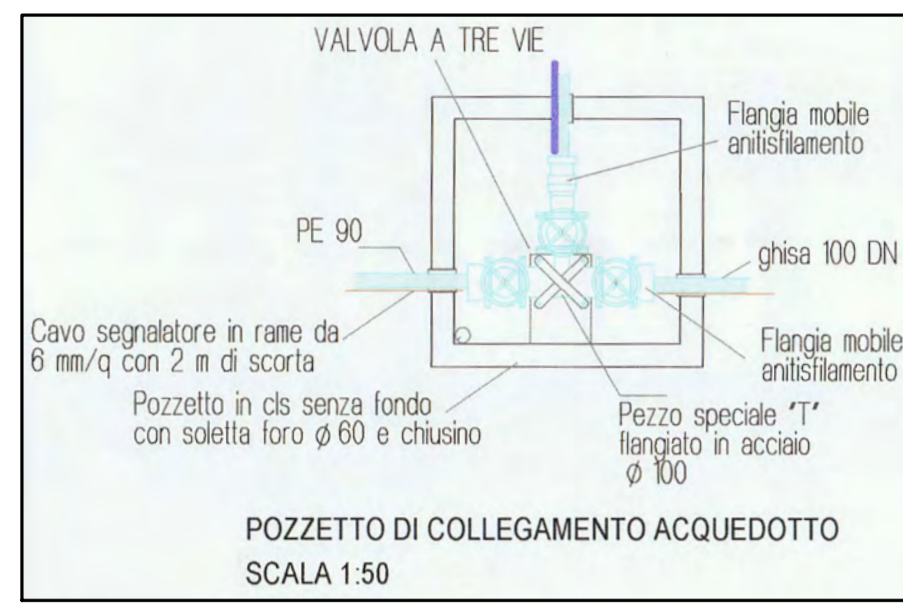 VALVOLA A TRE VIE
Flangia mobile
anitisfilamento
PE 90
ghisa 100 DN
Cavo segnalatore in rame da
6 mm/q con 2 m di scorta
Flangia mobile
anitisfilamento
Pozzetto in cls senza fondo
con soletta foro ø 60 e chiusino
Pezzo speciale "T"
flangiato in acciaio
ø 100
POZZETTO DI COLLEGAMENTO ACQUEDOTTO
SCALA 1:50